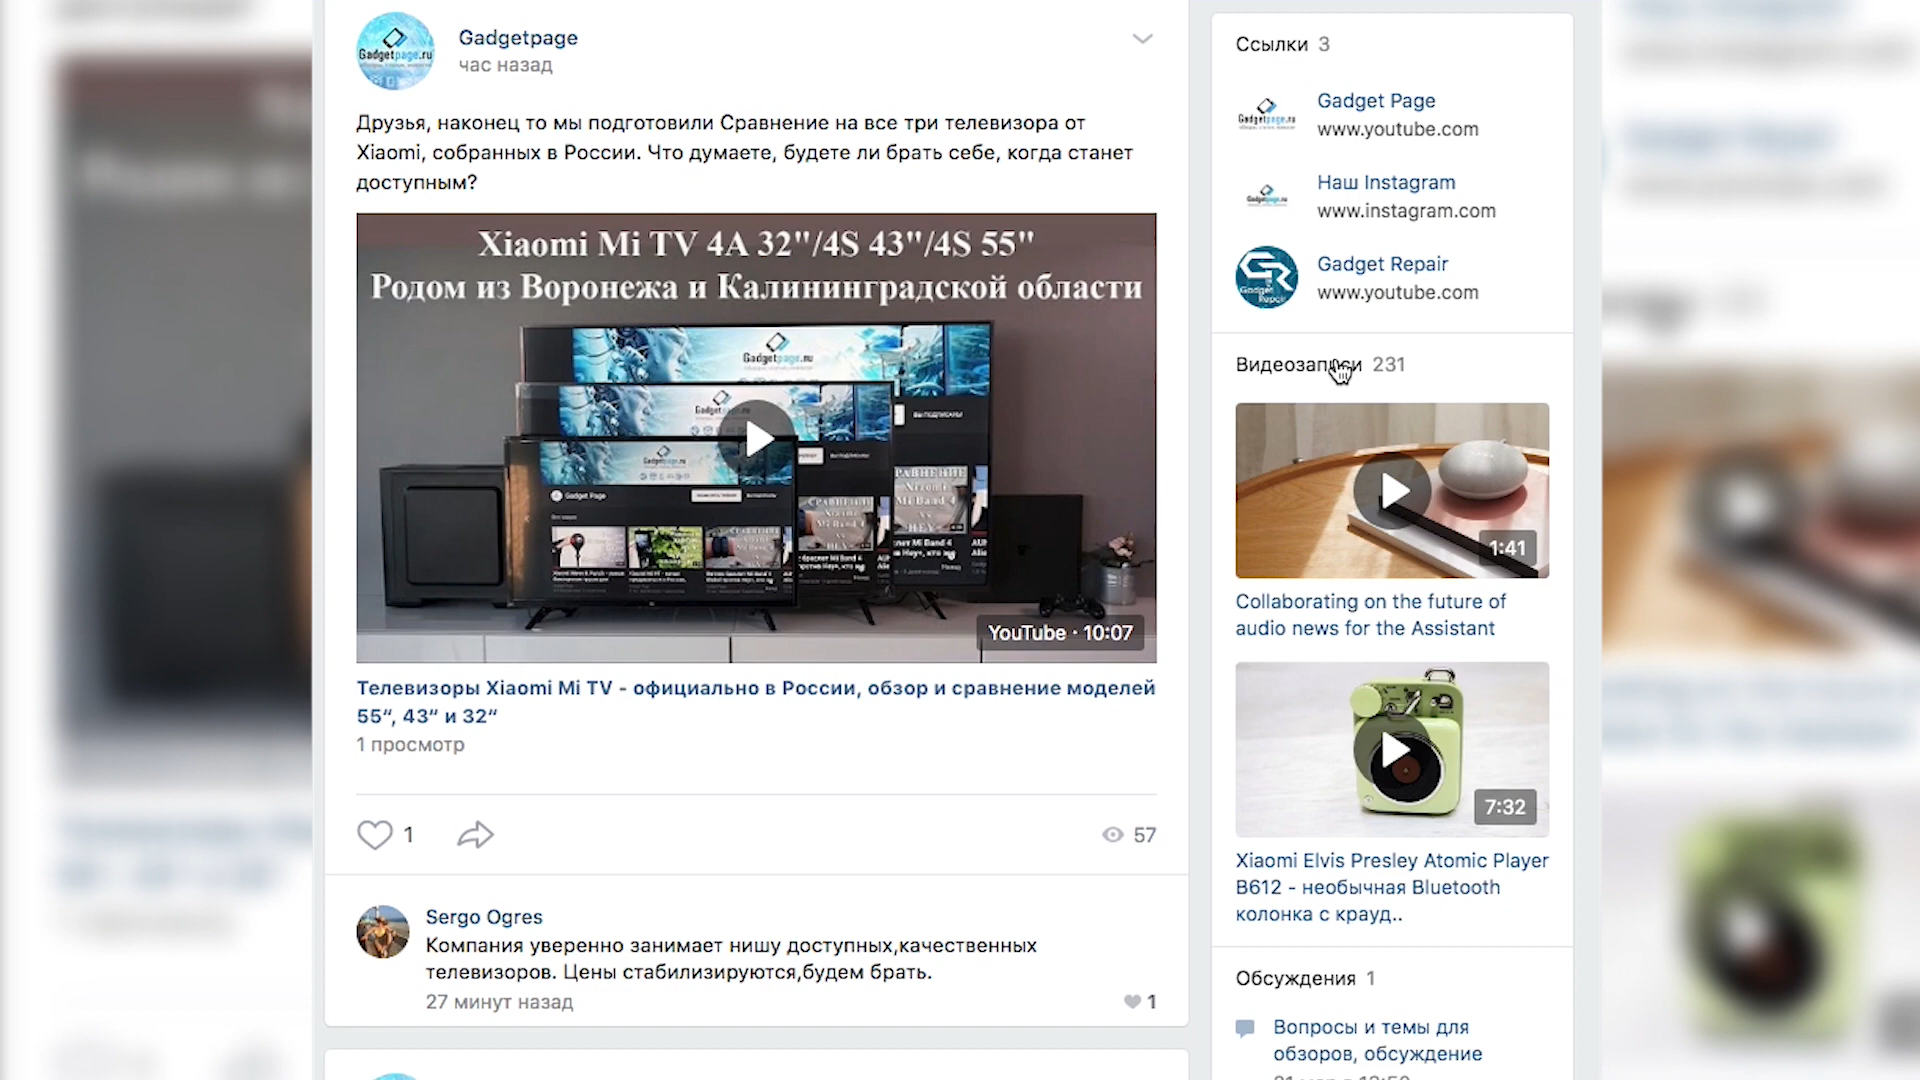 Gadgetpage
час назад
Друзья, наконец то мы подготовили Сравнение на все три телевизора от
Xiaomi, собранных в России. Что думаете, будете ли брать себе, когда станет
доступным?
Xiaomi Mi TV 4A 32"/4S 43"/4S 55"
Родом из Воронежа и Калининградской области
Gadgetpage.ru
Gadget Page
YouTube · 10:07
Телевизоры Xiaomi Mi TV - официально в России, обзор и сравнение моделей
55“, 43“ и 32“
1 просмотр
1
57
Sergo Ogres
Компания уверенно занимает нишу доступных,качественных
телевизоров. Цены стабилизируются,будем брать.
27 минут назад
1
Ссылки 3
Gadget Page
www.youtube.com
Наш Instagram
www.instagram.com
Gadget Repair
www.youtube.com
Видеозаписи 231
1:41
Collaborating on the future of
audio news for the Assistant
7:32
Xiaomi Elvis Presley Atomic Player
B612 - необычная Bluetooth
колонка с крауд..
Обсуждения 1
Вопросы и темы для
обзоров, обсуждение